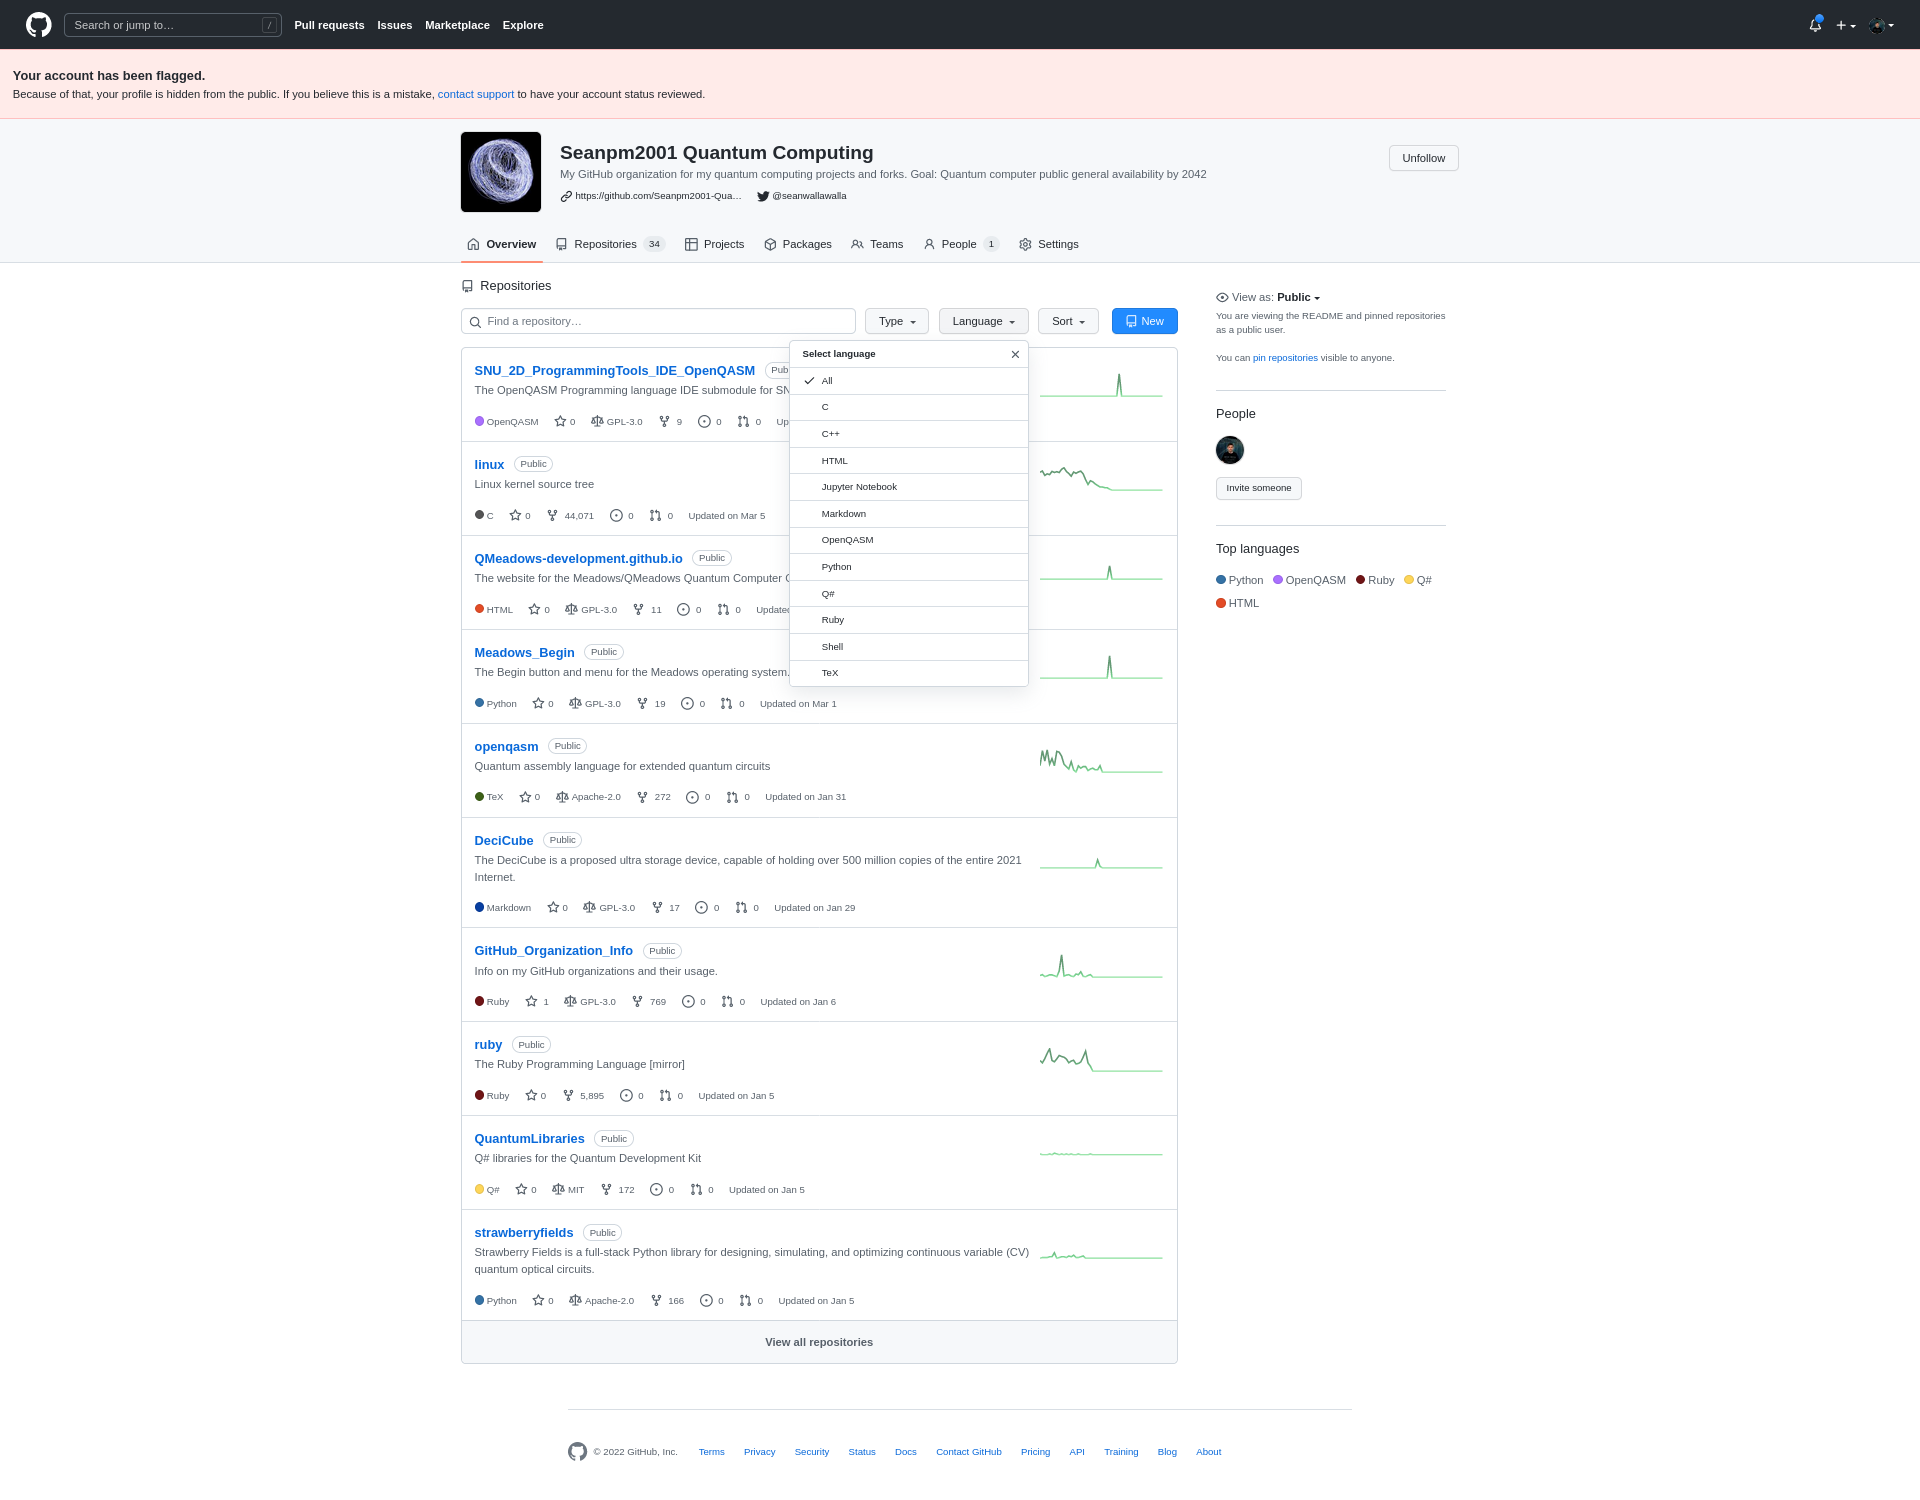 Search or jump to… /
Pull requests Issues Marketplace Explore
Your account has been flagged.
Because of that, your profile is hidden from the public. If you believe this is a mistake, contact support to have your account status reviewed.
Seanpm2001 Quantum Computing
My GitHub organization for my quantum computing projects and forks. Goal: Quantum computer public general availability by 2042
https://github.com/Seanpm2001-Qua… @seanwallawalla
Unfollow
Overview Repositories 34 Projects Packages Teams People 1 Settings
Repositories
Find a repository… Type Language Sort New
Select language
All
C
C++
HTML
Jupyter Notebook
Markdown
OpenQASM
Python
Q#
Ruby
Shell
TeX
SNU_2D_ProgrammingTools_IDE_OpenQASM Pub
The OpenQASM Programming language IDE submodule for SN
OpenQASM 0 GPL-3.0 9 0 0 Up
linux Public
Linux kernel source tree
C 0 44,071 0 0 Updated on Mar 5
QMeadows-development.github.io Public
The website for the Meadows/QMeadows Quantum Computer
HTML 0 GPL-3.0 11 0 0 Updated
Meadows_Begin Public
The Begin button and menu for the Meadows operating system.
Python 0 GPL-3.0 19 0 0 Updated on Mar 1
openqasm Public
Quantum assembly language for extended quantum circuits
TeX 0 Apache-2.0 272 0 0 Updated on Jan 31
DeciCube Public
The DeciCube is a proposed ultra storage device, capable of holding over 500 million copies of the entire 2021
Internet.
Markdown 0 GPL-3.0 17 0 0 Updated on Jan 29
GitHub_Organization_Info Public
Info on my GitHub organizations and their usage.
Ruby 1 GPL-3.0 769 0 0 Updated on Jan 6
ruby Public
The Ruby Programming Language [mirror]
Ruby 0 5,895 0 0 Updated on Jan 5
QuantumLibraries Public
Q# libraries for the Quantum Development Kit
Q# 0 MIT 172 0 0 Updated on Jan 5
strawberryfields Public
Strawberry Fields is a full-stack Python library for designing, simulating, and optimizing continuous variable (CV)
quantum optical circuits.
Python 0 Apache-2.0 166 0 0 Updated on Jan 5
View all repositories
View as: Public
You are viewing the README and pinned repositories
as a public user.
You can pin repositories visible to anyone.
People
Invite someone
Top languages
Python OpenQASM Ruby Q#
HTML
© 2022 GitHub, Inc. Terms Privacy Security Status Docs Contact GitHub Pricing API Training Blog About